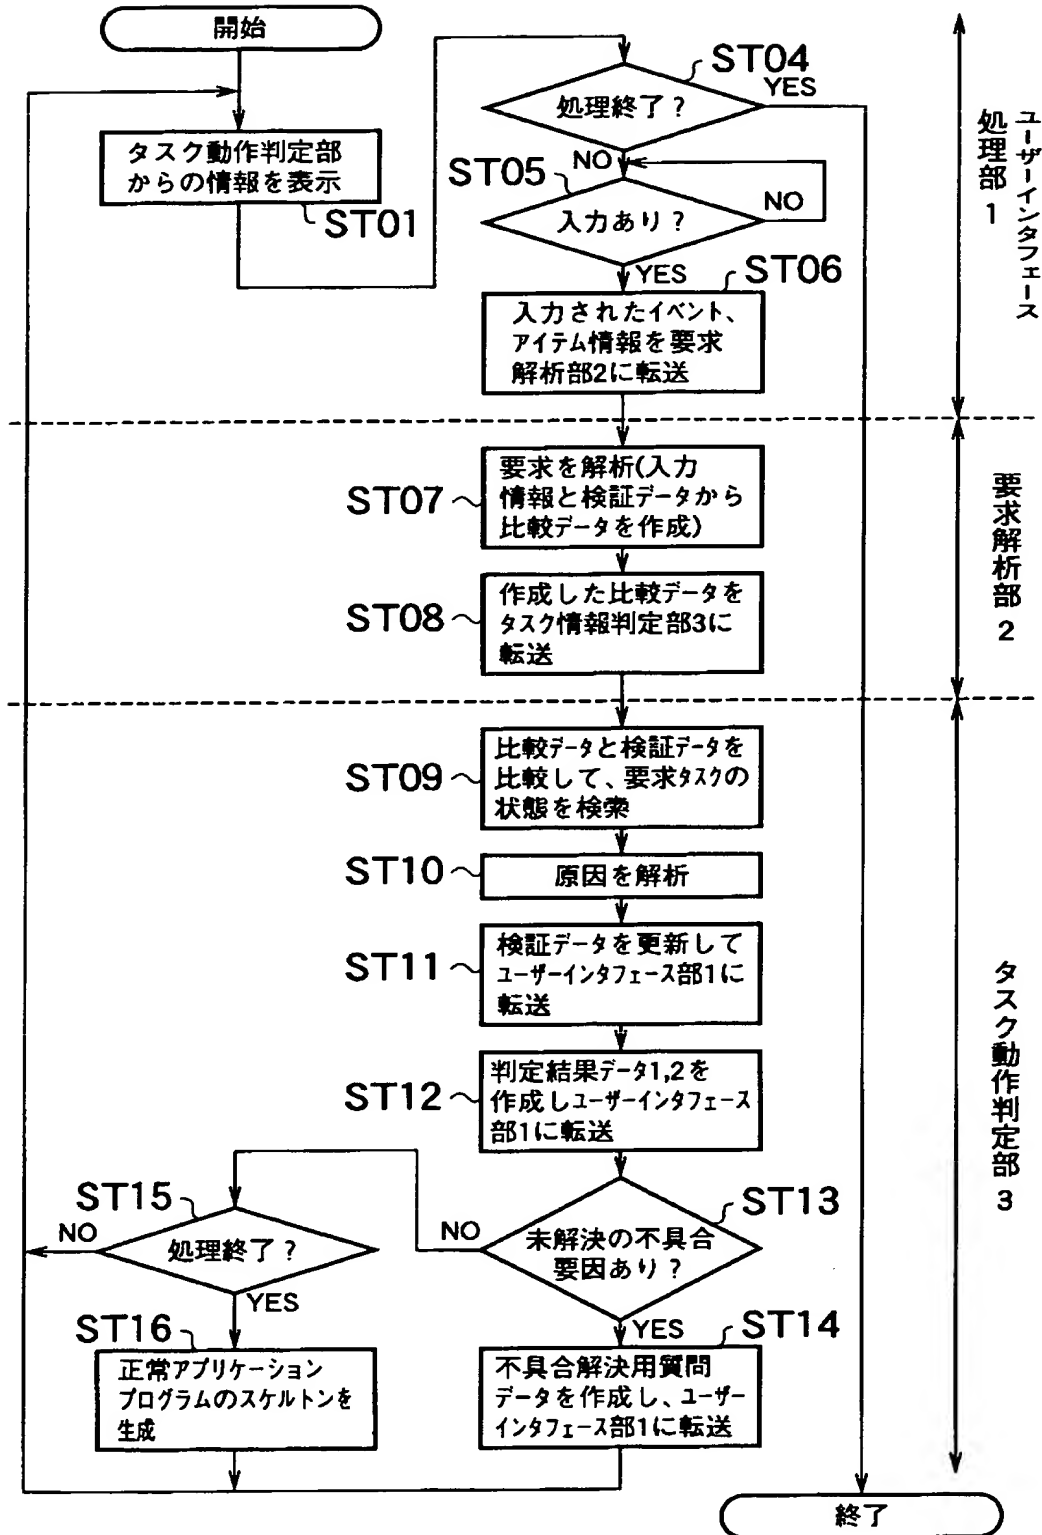 開始
タスク動作判定部
からの情報を表示
ST01
ST04
処理終了?
YES
NO
ST05
入力あり?
NO
YES
ST06
入力されたイベント、
アイテム情報を要求
解析部2に転送
ユーザーインタフェース
処理部 1
ST07
要求を解析(入力
情報と検証データから
比較データを作成)
ST08
作成した比較データを
タスク情報判定部3に
転送
要求解析部 2
ST09
比較データと検証データを
比較して、要求タスクの
状態を検索
ST10
原因を解析
ST11
検証データを更新して
ユーザーインタフェース部1に
転送
ST12
判定結果データ1,2を
作成しユーザーインタフェース
部1に転送
ST13
未解決の不具合
要因あり?
NO
YES
ST14
不具合解決用質問
データを作成し、ユーザー
インタフェース部1に転送
ST15
処理終了?
NO
YES
ST16
正常アプリケーション
プログラムのスケルトンを
生成
タスク動作判定部 3
終了